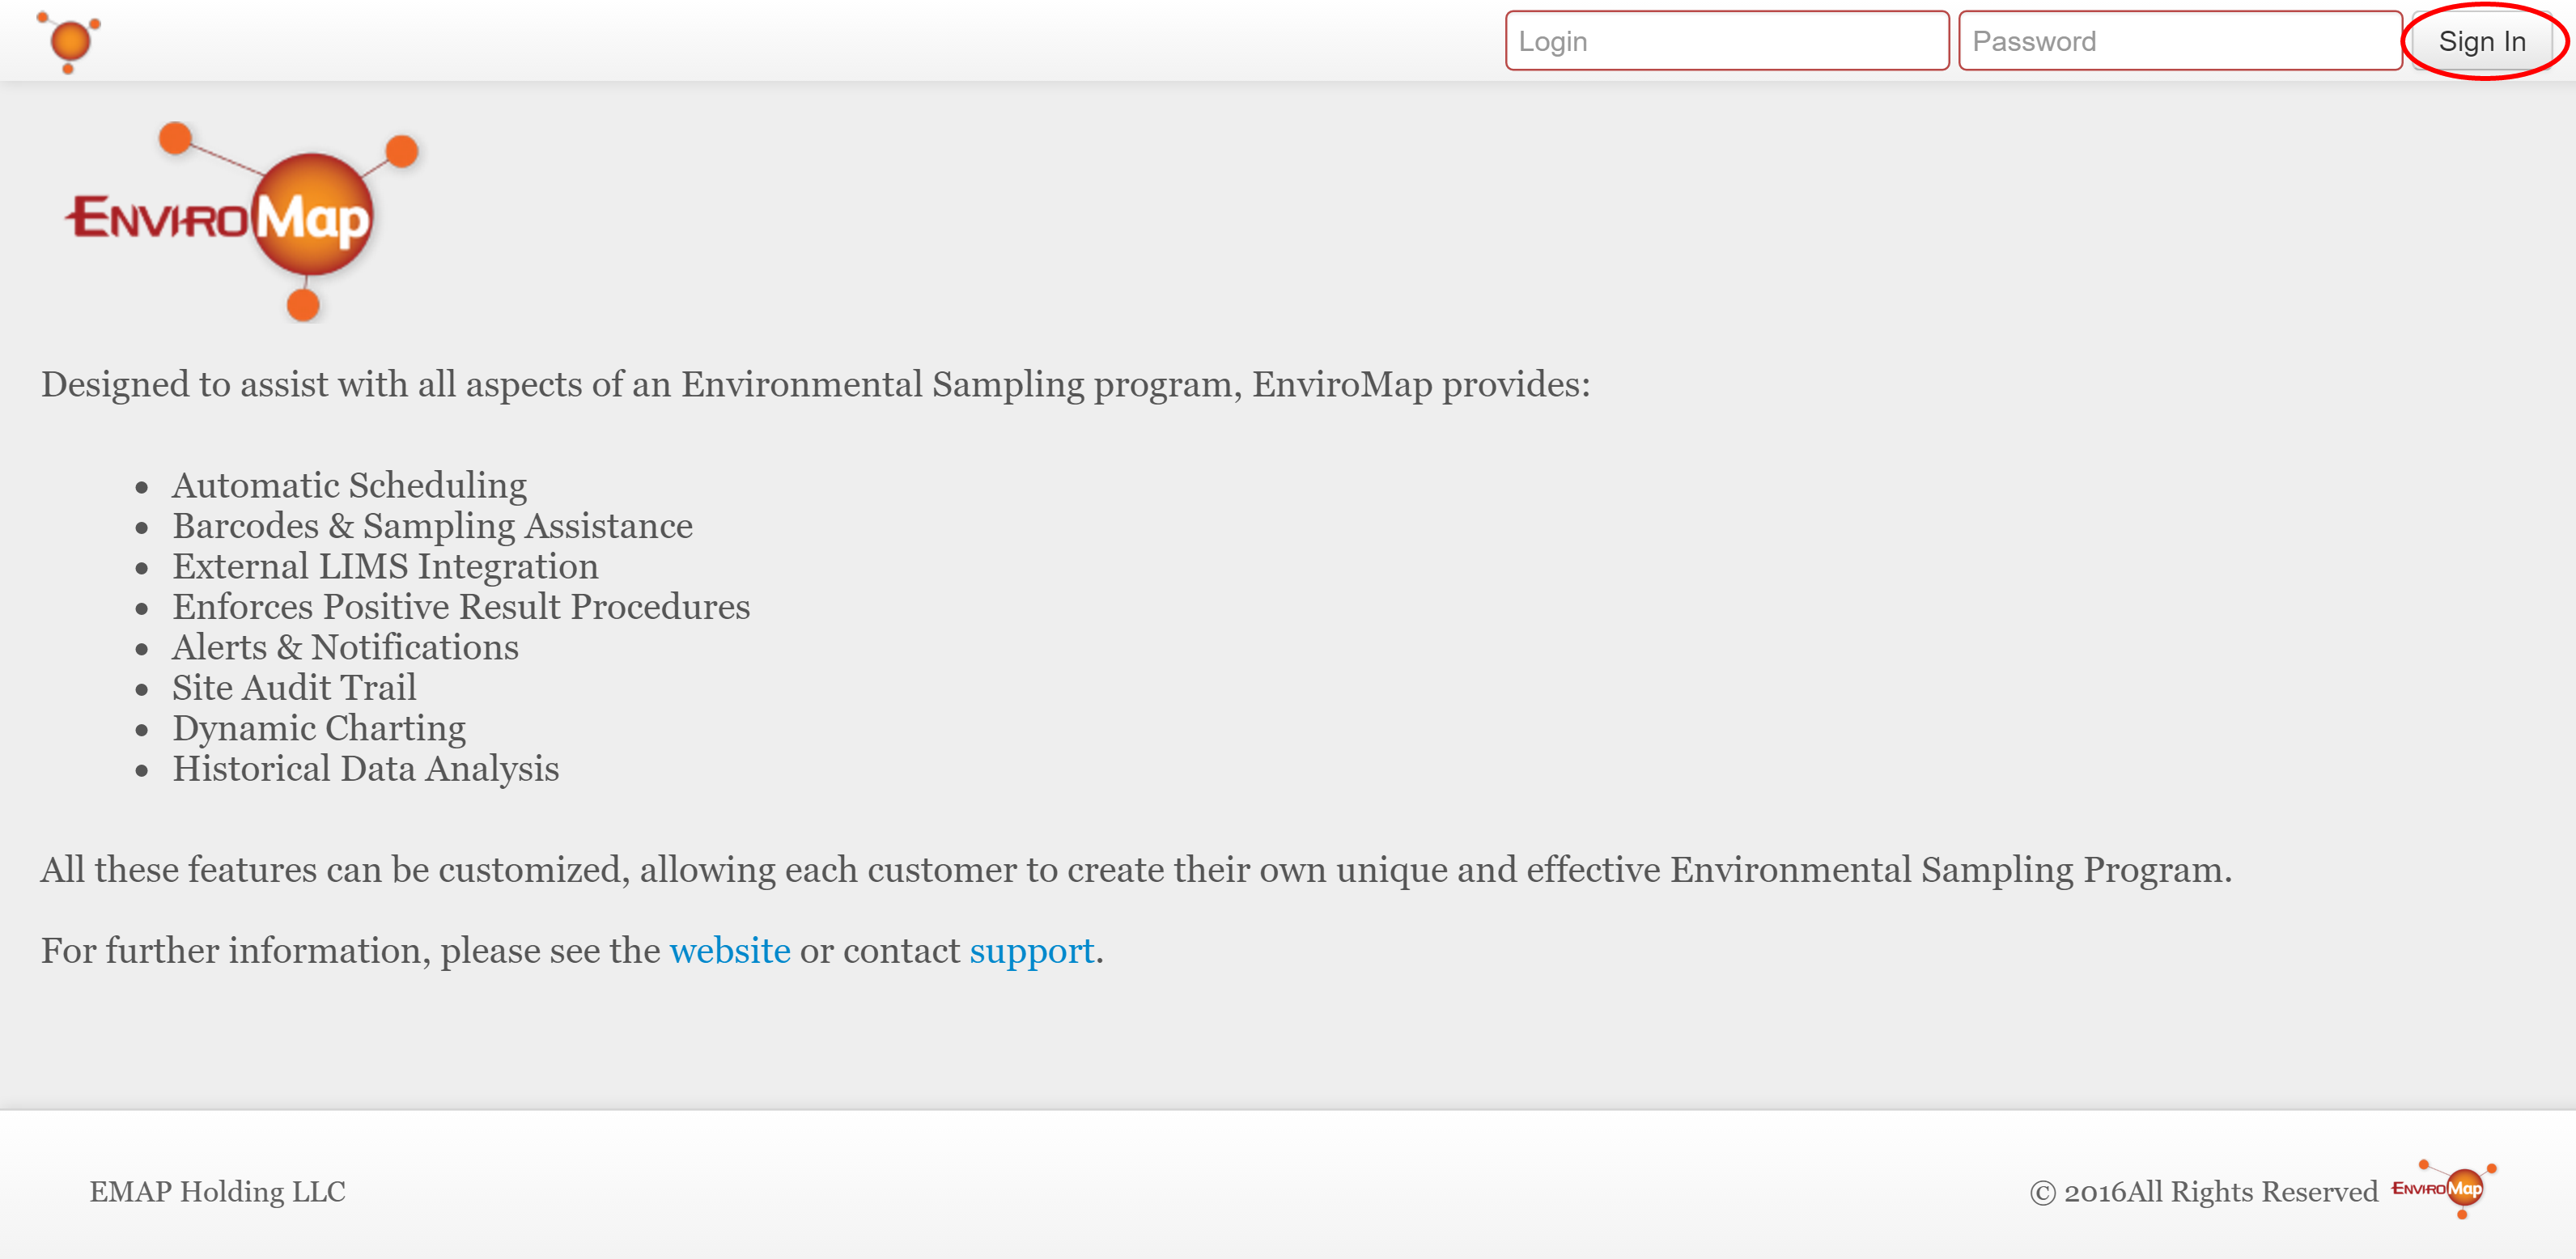 Login
Password
Sign In
ENVIROMap
Designed to assist with all aspects of an Environmental Sampling program, EnviroMap provides:
• Automatic Scheduling
• Barcodes & Sampling Assistance
• External LIMS Integration
• Enforces Positive Result Procedures
• Alerts & Notifications
• Site Audit Trail
• Dynamic Charting
• Historical Data Analysis
All these features can be customized, allowing each customer to create their own unique and effective Environmental Sampling Program.
For further information, please see the website or contact support.
EMAP Holding LLC
© 2016All Rights Reserved
ENVIROMap